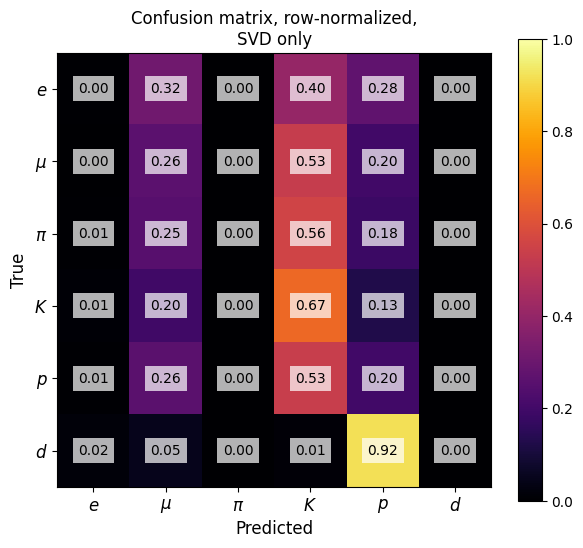 Confusion matrix, row-normalized,
SVD only
True
e 0.00 0.32 0.00 0.40 0.28 0.00
μ 0.00 0.26 0.00 0.53 0.20 0.00
π 0.01 0.25 0.00 0.56 0.18 0.00
K 0.01 0.20 0.00 0.67 0.13 0.00
p 0.01 0.26 0.00 0.53 0.20 0.00
d 0.02 0.05 0.00 0.01 0.92 0.00
e μ π K p d
Predicted
1.0
0.8
0.6
0.4
0.2
0.0